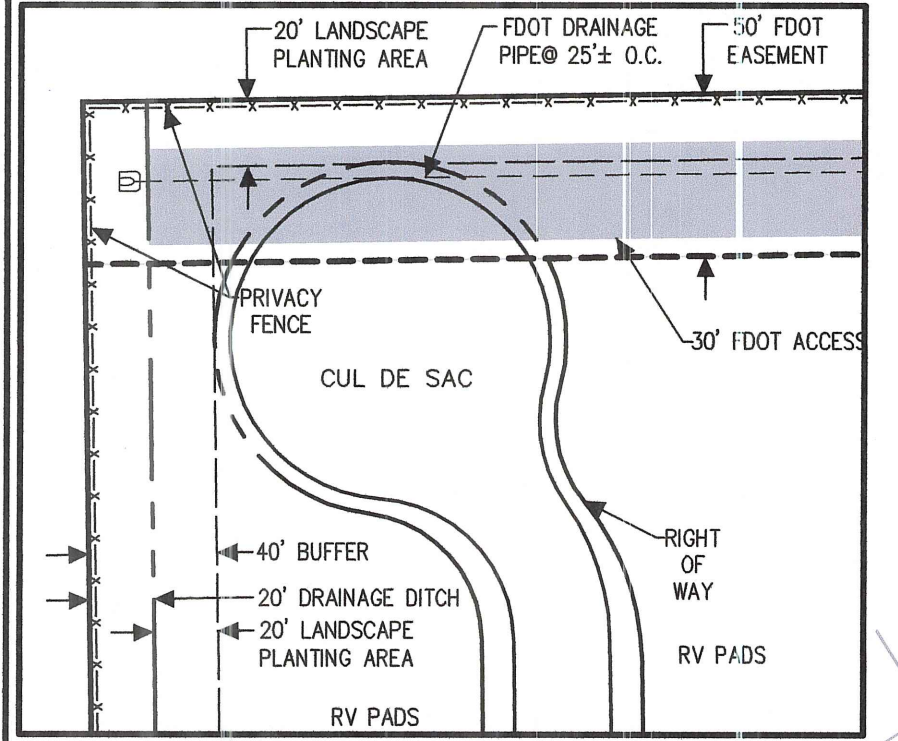 20' LANDSCAPE
PLANTING AREA
FDOT DRAINAGE
PIPE@ 25'± O.C.
50' FDOT
EASEMENT
PRIVACY
FENCE
30' FDOT ACCESS
CUL DE SAC
40' BUFFER
20' DRAINAGE DITCH
20' LANDSCAPE
PLANTING AREA
RIGHT
OF
WAY
RV PADS
RV PADS